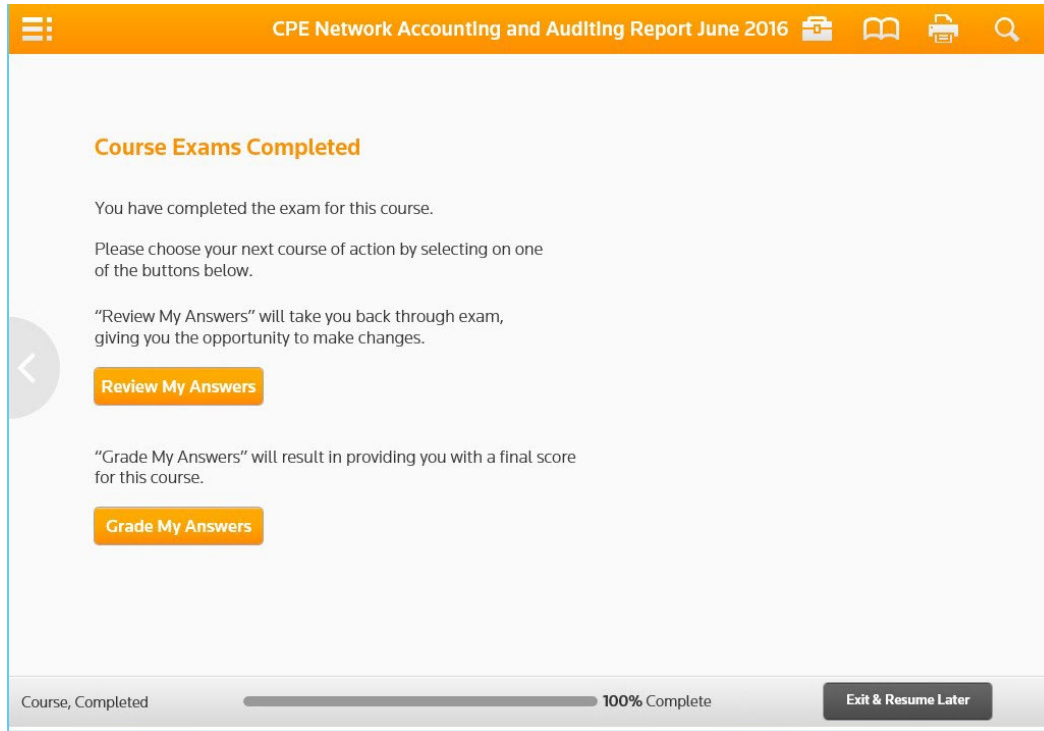 CPE Network Accounting and Auditing Report June 2016
Course Exams Completed
You have completed the exam for this course.
Please choose your next course of action by selecting on one
of the buttons below.
“Review My Answers” will take you back through exam,
giving you the opportunity to make changes.
Review My Answers
“Grade My Answers” will result in providing you with a final score
for this course.
Grade My Answers
Course, Completed
100% Complete
Exit & Resume Later